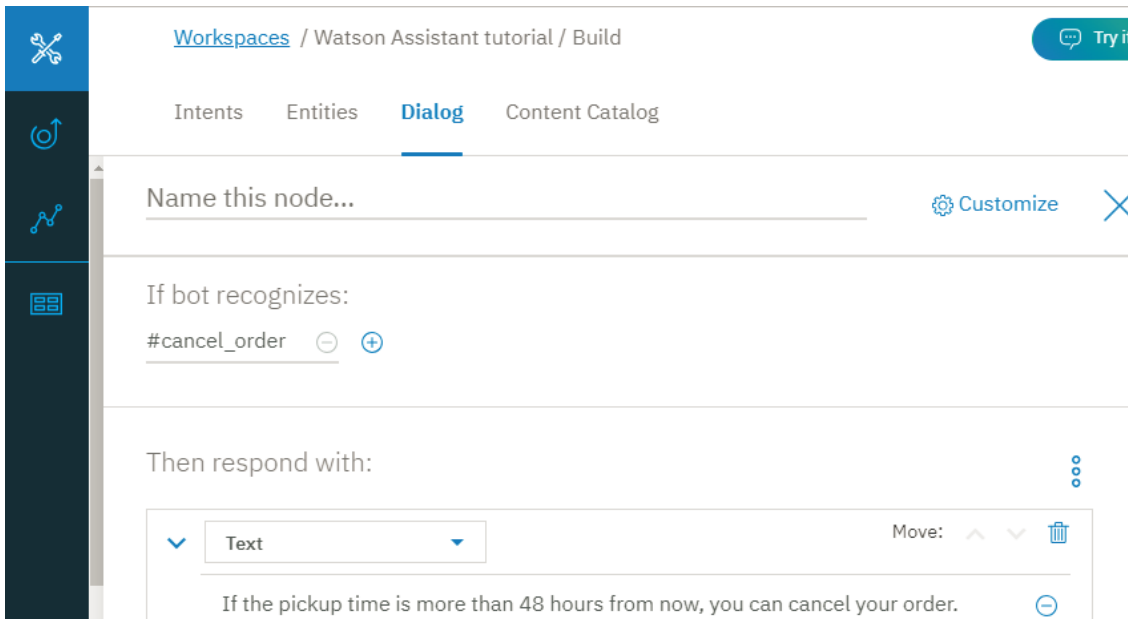 Workspaces / Watson Assistant tutorial / Build
Try it
Intents Entities Dialog Content Catalog
Name this node...
Customize
If bot recognizes:
#cancel_order
Then respond with:
Text
Move:
If the pickup time is more than 48 hours from now, you can cancel your order.